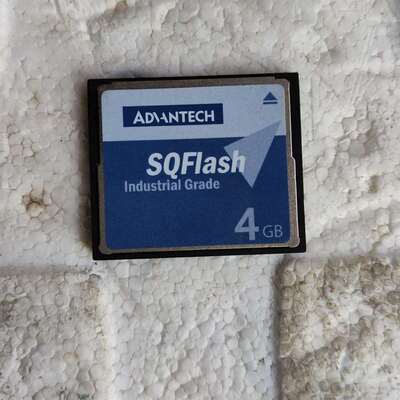 ADVANTECH
SQFlash
Industrial Grade
4 GB